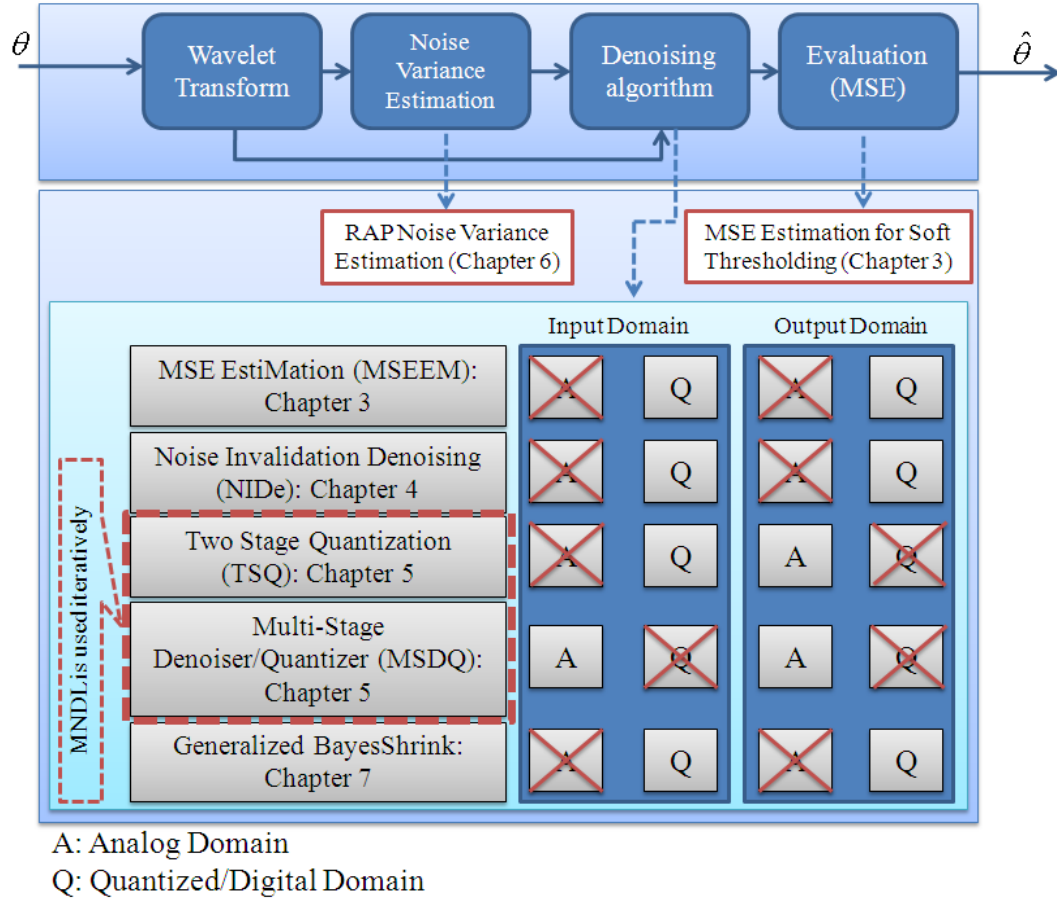 θ
Wavelet
Transform
Noise
Variance
Estimation
Denoising
algorithm
Evaluation
(MSE)
θ̂
RAP Noise Variance
Estimation (Chapter 6)
MSE Estimation for Soft
Thresholding (Chapter 3)
Input Domain
Output Domain
MSE EstiMation (MSEEM):
Chapter 3
A
Q
A
Q
Noise Invalidation Denoising
(NIDe): Chapter 4
A
Q
A
Q
Two Stage Quantization
(TSQ): Chapter 5
A
Q
A
Q
Multi-Stage
Denoiser/Quantizer (MSDQ):
Chapter 5
A
Q
A
Q
Generalized BayesShrink:
Chapter 7
A
Q
A
Q
MNDL is used iteratively
A: Analog Domain
Q: Quantized/Digital Domain